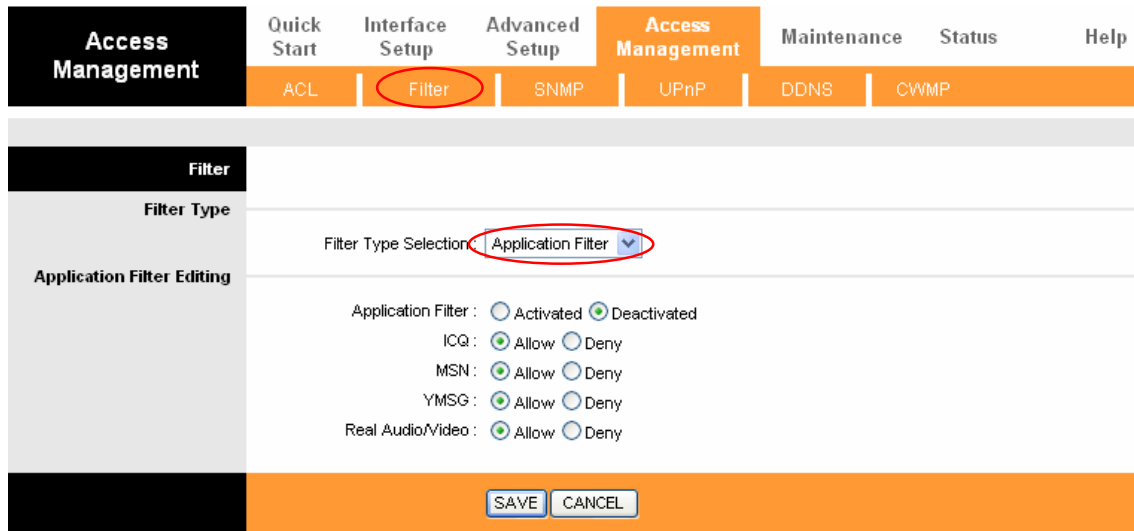 Access Management
Quick Start
Interface Setup
Advanced Setup
Access Management
Maintenance
Status
Help
ACL
Filter
SNMP
UPnP
DDNS
CWMP
Filter
Filter Type
Filter Type Selection : Application Filter
Application Filter Editing
Application Filter : Activated Deactivated
ICQ : Allow Deny
MSN : Allow Deny
YMSG : Allow Deny
Real Audio/Video : Allow Deny
SAVE CANCEL